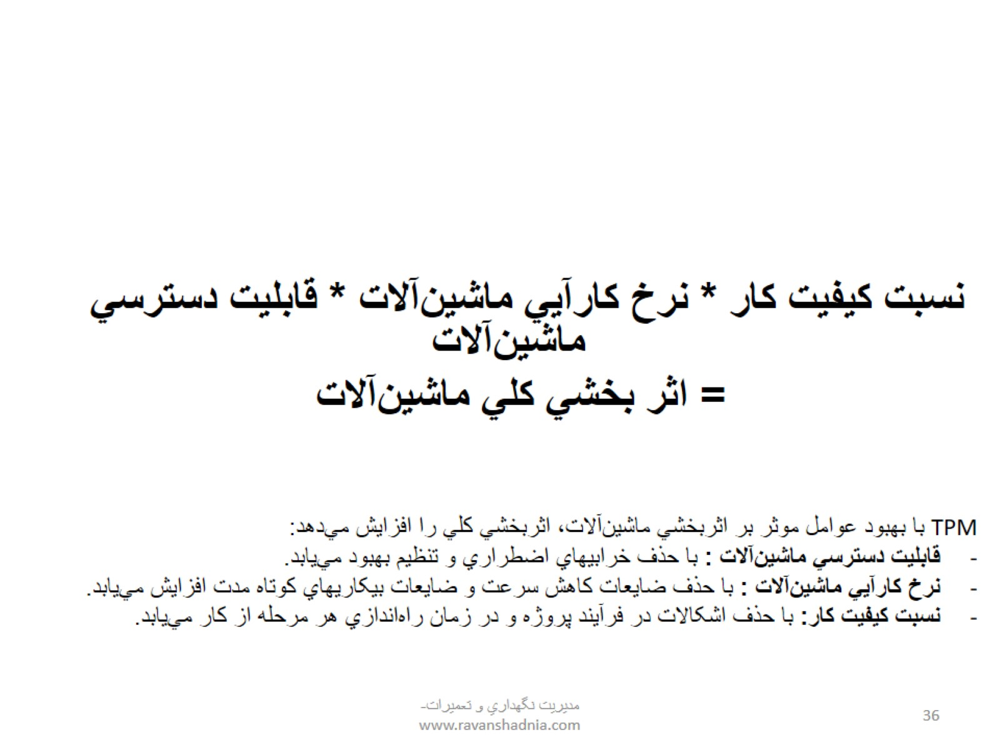 نسبت كيفيت كار * نرخ كارآيي ماشين‌آلات * قابليت دسترسي
ماشين‌آلات
= اثر بخشي كلي ماشين‌آلات
TPM با بهبود عوامل موثر بر اثربخشي ماشين‌آلات، اثربخشي كلي را افزايش مي‌دهد:
- قابليت دسترسي ماشين‌آلات : با حذف خرابيهاي اضطراري و تنظيم بهبود مي‌يابد.
- نرخ كارآيي ماشين‌آلات : با حذف ضايعات كاهش سرعت و ضايعات بيكاريهاي كوتاه مدت افزايش مي‌يابد.
- نسبت كيفيت كار: با حذف اشكالات در فرآيند پروژه و در زمان راه‌اندازي هر مرحله از كار مي‌يابد.
مديريت نگهداري و تعميرات-
www.ravanshadnia.com
36